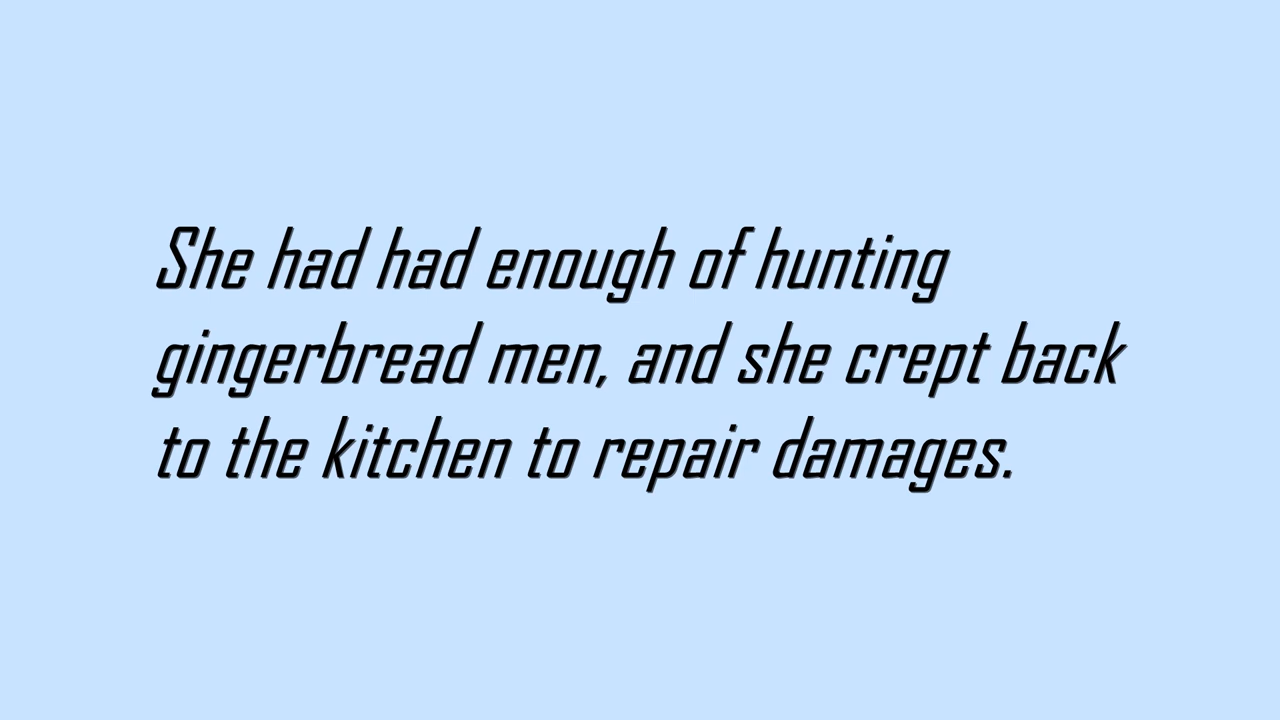 She had had enough of hunting
gingerbread men, and she crept back
to the kitchen to repair damages.